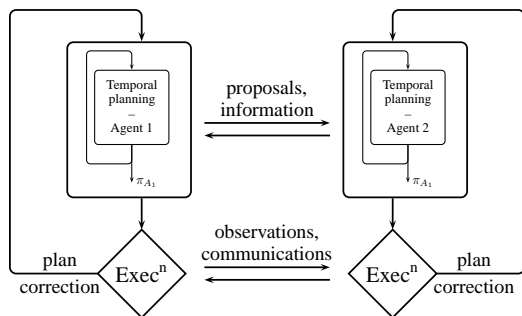 Temporal
planning
–
Agent 1
π_{A_1}
proposals,
information
Temporal
planning
–
Agent 2
π_{A_1}
observations,
communications
Exec^n
plan
correction
Exec^n
plan
correction